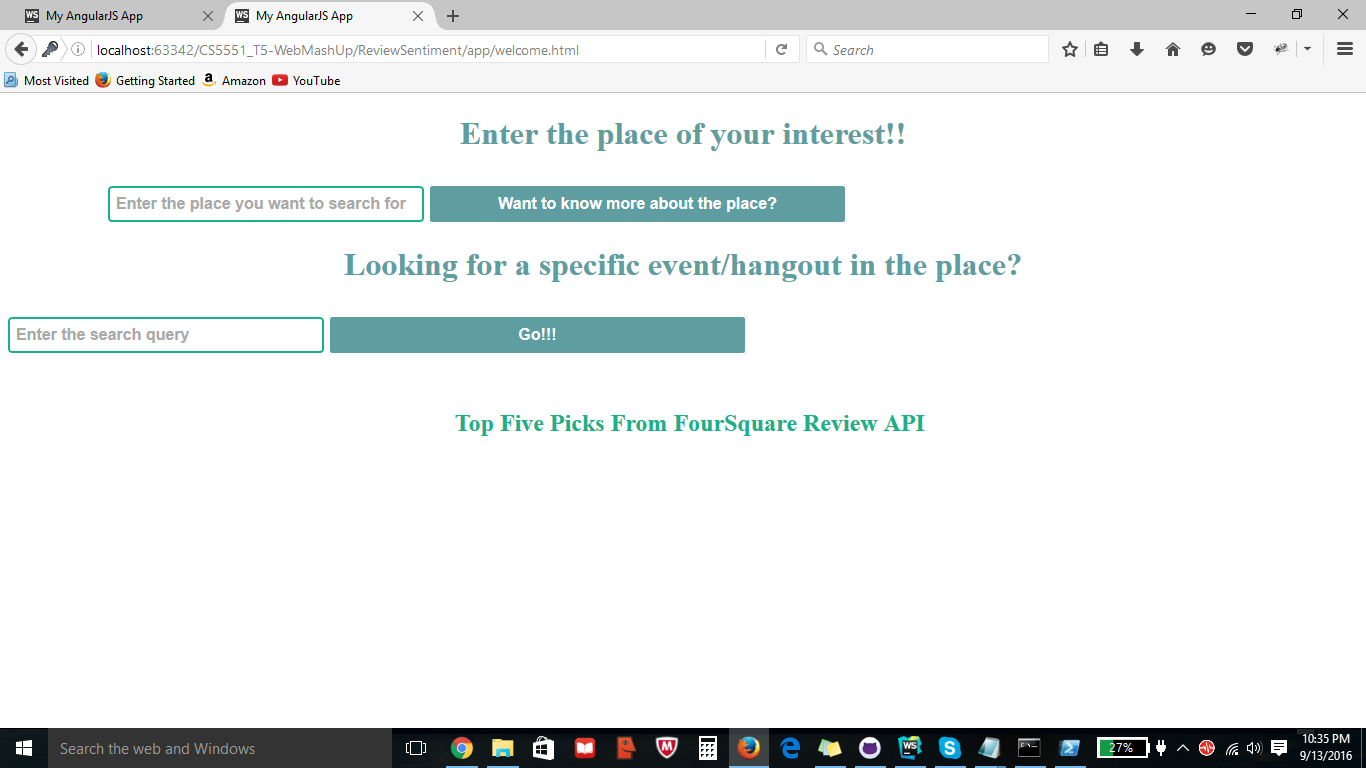 WS My AngularJS App
WS My AngularJS App
localhost:63342/CS5551_T5-WebMashUp/ReviewSentiment/app/welcome.html
Search
Most Visited Getting Started a Amazon YouTube
Enter the place of your interest!!
Enter the place you want to search for Want to know more about the place?
Looking for a specific event/hangout in the place?
Enter the search query Go!!!
Top Five Picks From FourSquare Review API
Search the web and Windows
WS
27%
10:35 PM
9/13/2016